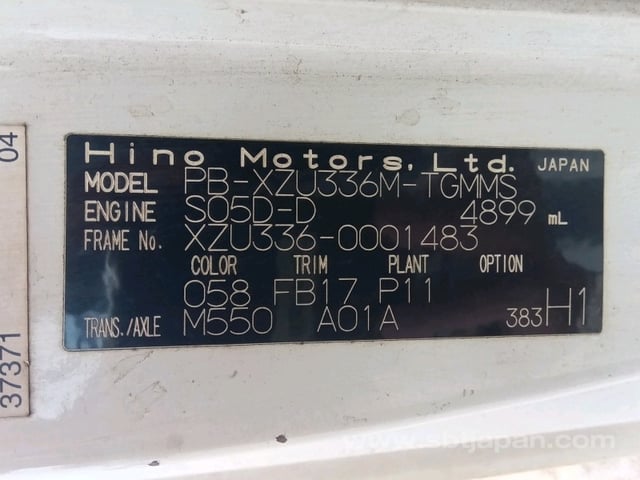 Hino Motors, Ltd. JAPAN
MODEL PB-XZU336M-TGMMS
ENGINE S05D-D 4899 mL
FRAME No. XZU336-0001483
COLOR TRIM PLANT OPTION
058 FB17 P11
TRANS./AXLE M550 A01A 383 H1
37371 04
www.sbtjapan.com